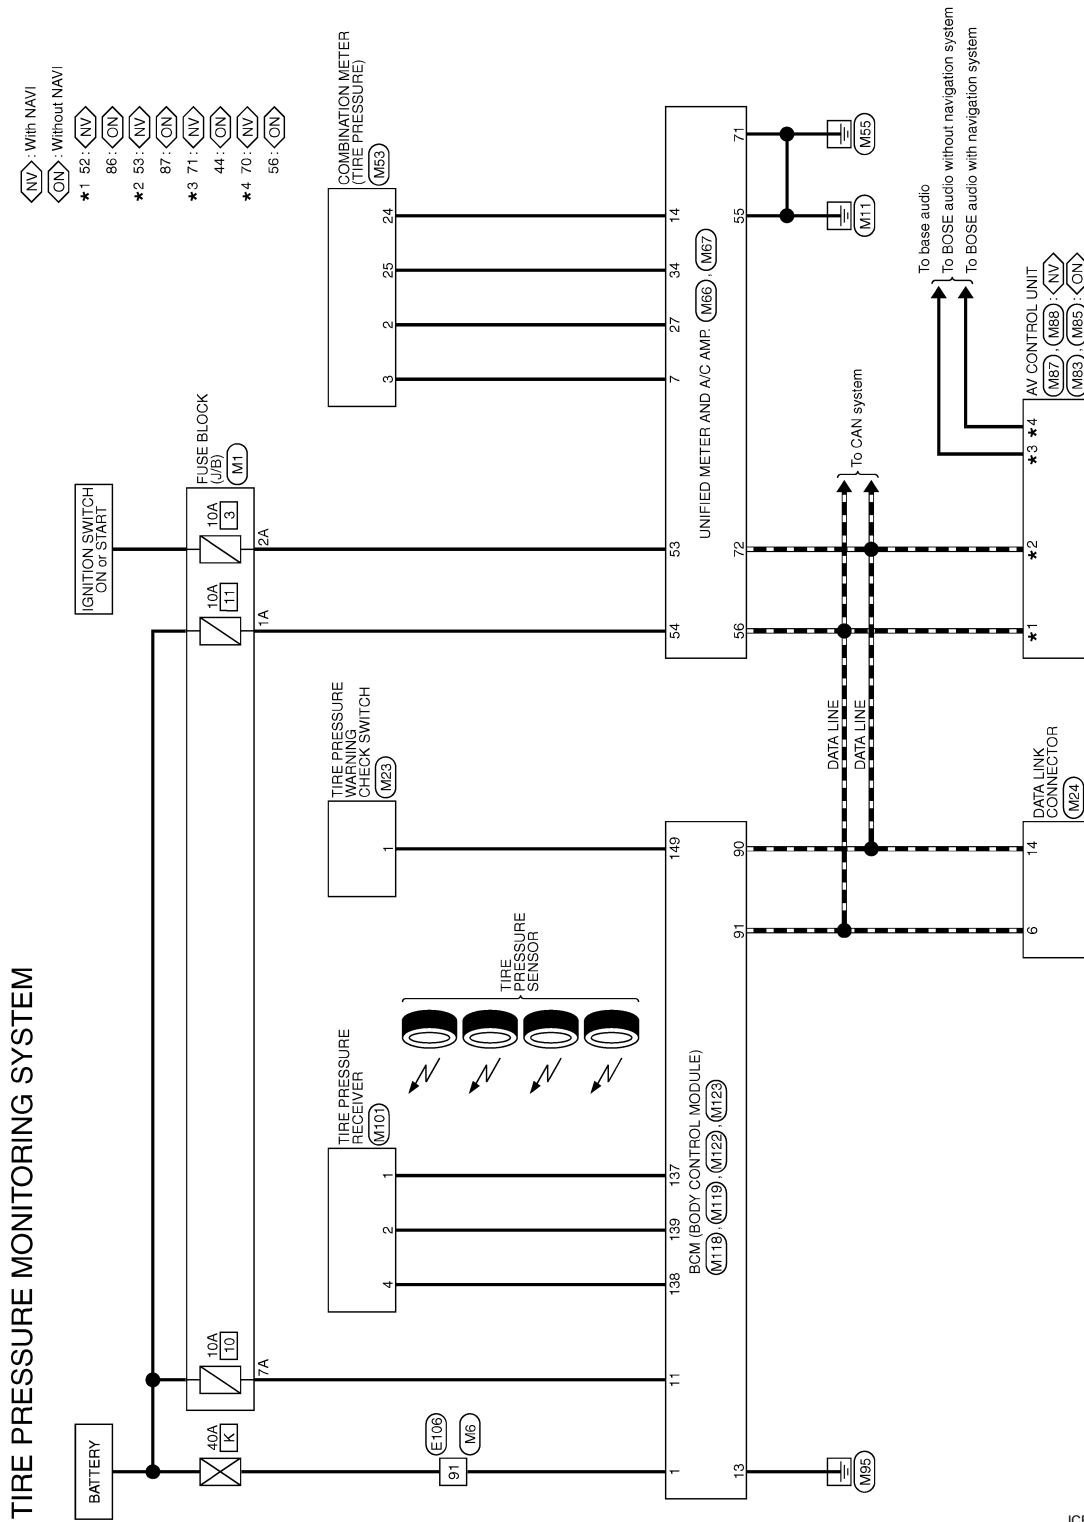 TIRE PRESSURE MONITORING SYSTEM
NV : With NAVI
ON : Without NAVI
*1 52 : NV
86 : ON
*2 53 : NV
87 : ON
*3 71 : NV
44 : ON
*4 70 : NV
56 : ON
BATTERY
IGNITION SWITCH
ON or START
40A
K
10A
10
7A
10A
11
1A
10A
3
2A
FUSE BLOCK
(J/B)
M1
E106
91
M6
TIRE PRESSURE
RECEIVER
M101
4
2
1
TIRE
PRESSURE
SENSOR
TIRE PRESSURE
WARNING
CHECK SWITCH
M23
1
COMBINATION METER
(TIRE PRESSURE)
M53
3
2
25
24
1
11
138
139
137
149
BCM (BODY CONTROL MODULE)
M118 , M119 , M122 , M123
13
91
90
54
53
7
27
34
14
UNIFIED METER AND A/C AMP. M66 , M67
56
72
55
71
M95
M11
M55
DATA LINE
DATA LINE
To CAN system
To base audio
To BOSE audio without navigation system
To BOSE audio with navigation system
6
14
DATA LINK
CONNECTOR
M24
*1
*2
*3
*4
AV CONTROL UNIT
M87 , M88 : NV
M83 , M85 : ON